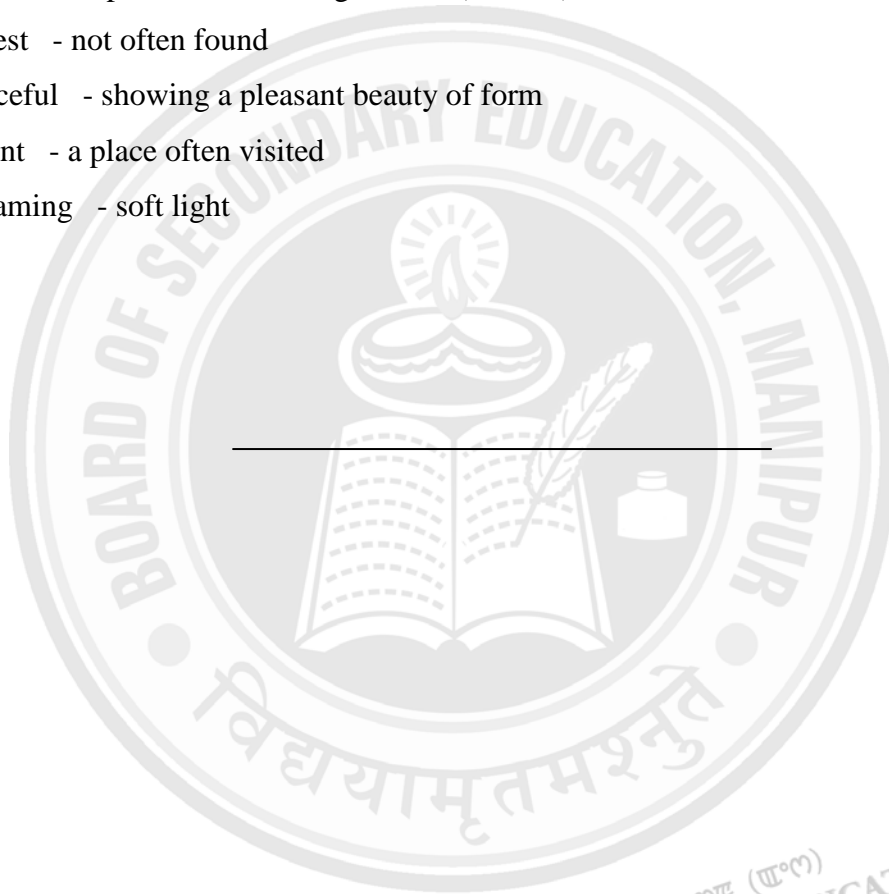 est - not often found
ceful - showing a pleasant beauty of form
nt - a place often visited
aming - soft light
BOARD OF SECONDARY EDUCATION, MANIPUR
विद्ययामृतमश्नुते